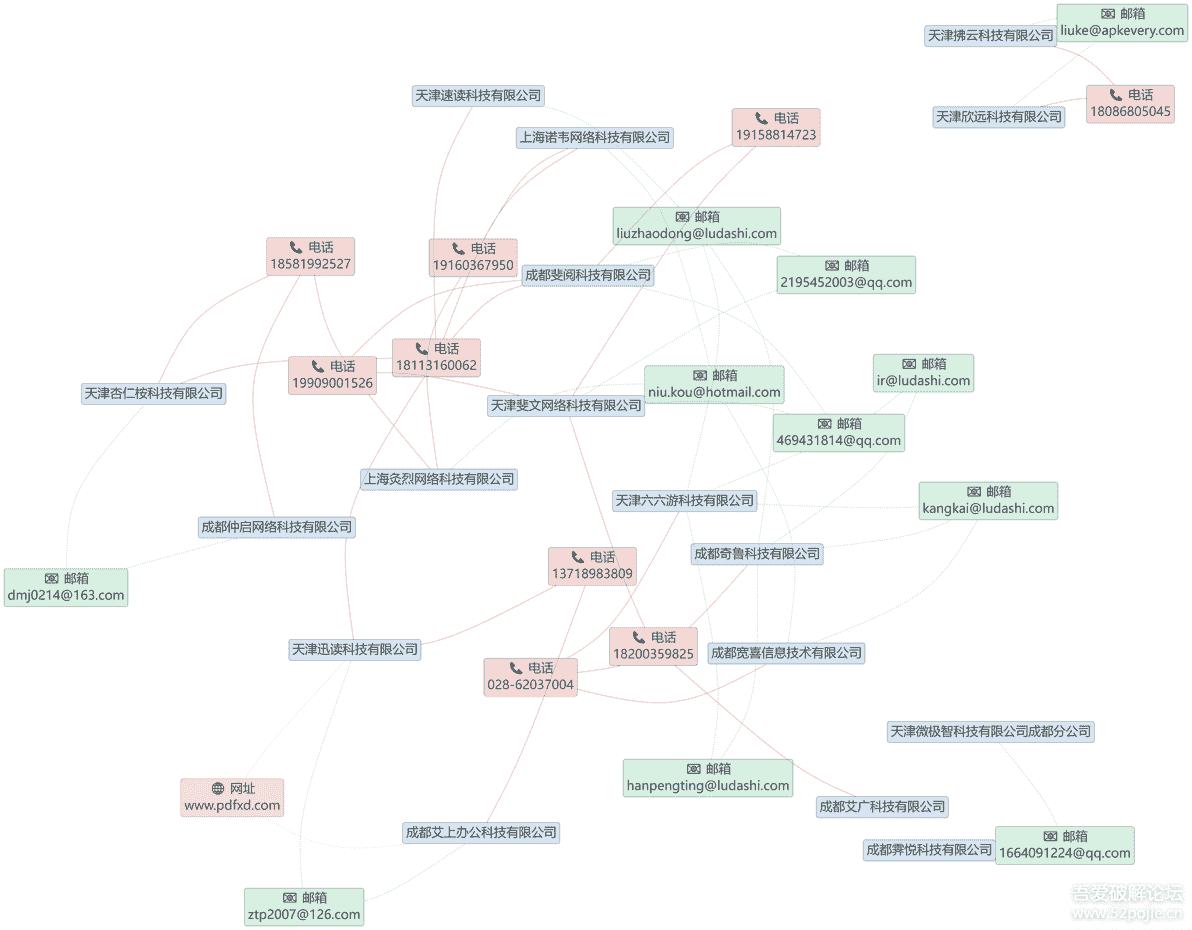 邮箱
liuke@apkevery.com
天津拂云科技有限公司
电话
18086805045
天津欣远科技有限公司
天津速读科技有限公司
上海诺韦网络科技有限公司
电话
19158814723
邮箱
liuzhaodong@ludashi.com
电话
18581992527
电话
19160367950
成都斐阅科技有限公司
邮箱
2195452003@qq.com
电话
18113160062
电话
19909001526
邮箱
ir@ludashi.com
邮箱
niu.kou@hotmail.com
天津杏仁桉科技有限公司
天津斐文网络科技有限公司
邮箱
469431814@qq.com
上海灸烈网络科技有限公司
天津六六游科技有限公司
邮箱
kangkai@ludashi.com
成都仲启网络科技有限公司
成都奇鲁科技有限公司
电话
13718983809
邮箱
dmj0214@163.com
天津迅读科技有限公司
电话
18200359825
成都宽喜信息技术有限公司
电话
028-62037004
天津微极智科技有限公司成都分公司
邮箱
hanpengting@ludashi.com
网址
www.pdfxd.com
成都艾广科技有限公司
成都艾上办公科技有限公司
成都霁悦科技有限公司
邮箱
1664091224@qq.com
邮箱
ztp2007@126.com
吾爱破解论坛
www.52pojie.cn